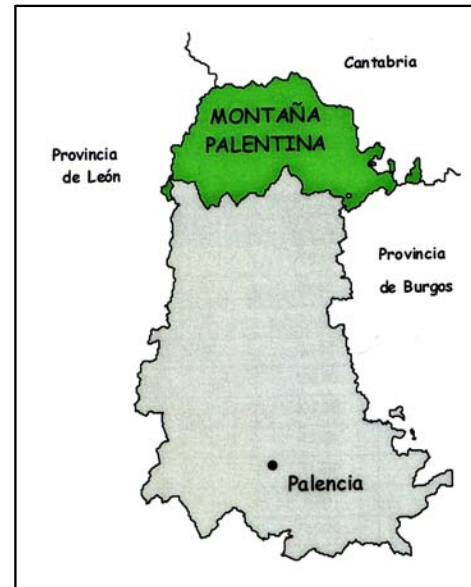 Cantabria
MONTAÑA
PALENTINA
Provincia
de León
Provincia
de Burgos
Palencia